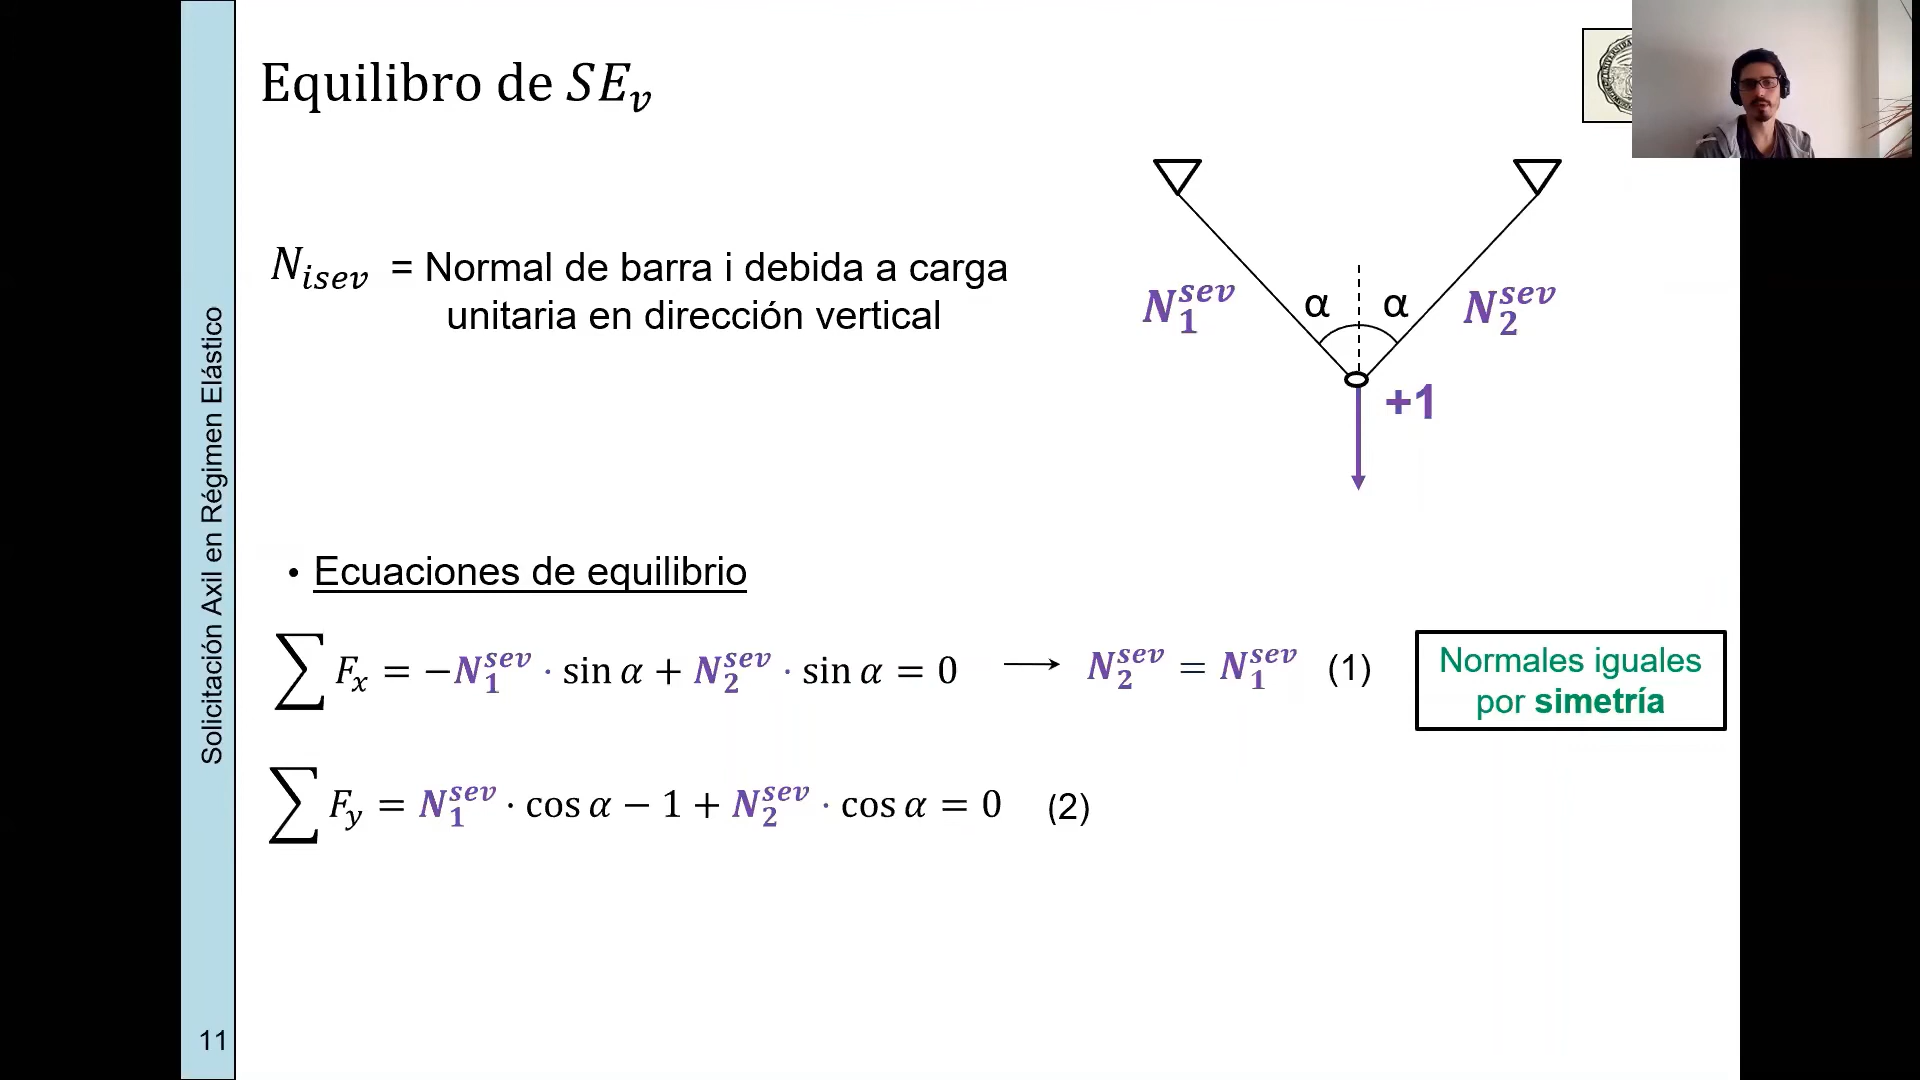 Equilibro de 𝑆𝐸ᵥ
N_isev = Normal de barra i debida a carga
unitaria en dirección vertical
N_1^sev α α N_2^sev
+1
• Ecuaciones de equilibrio
∑ F_x = −N_1^sev · sin α + N_2^sev · sin α = 0 → N_2^sev = N_1^sev (1)
Normales iguales
por simetría
∑ F_y = N_1^sev · cos α − 1 + N_2^sev · cos α = 0 (2)
Solicitación Axil en Régimen Elástico
11